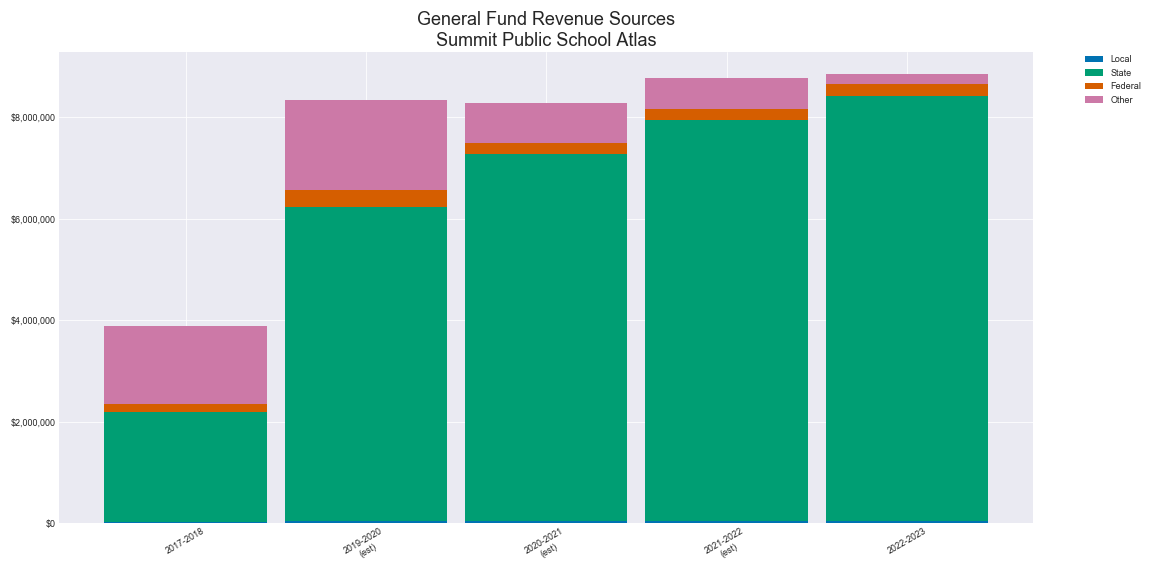 General Fund Revenue Sources
Summit Public School Atlas
Local
State
Federal
Other
$8,000,000
$6,000,000
$4,000,000
$2,000,000
$0
2017-2018
2019-2020
(est)
2020-2021
(est)
2021-2022
(est)
2022-2023